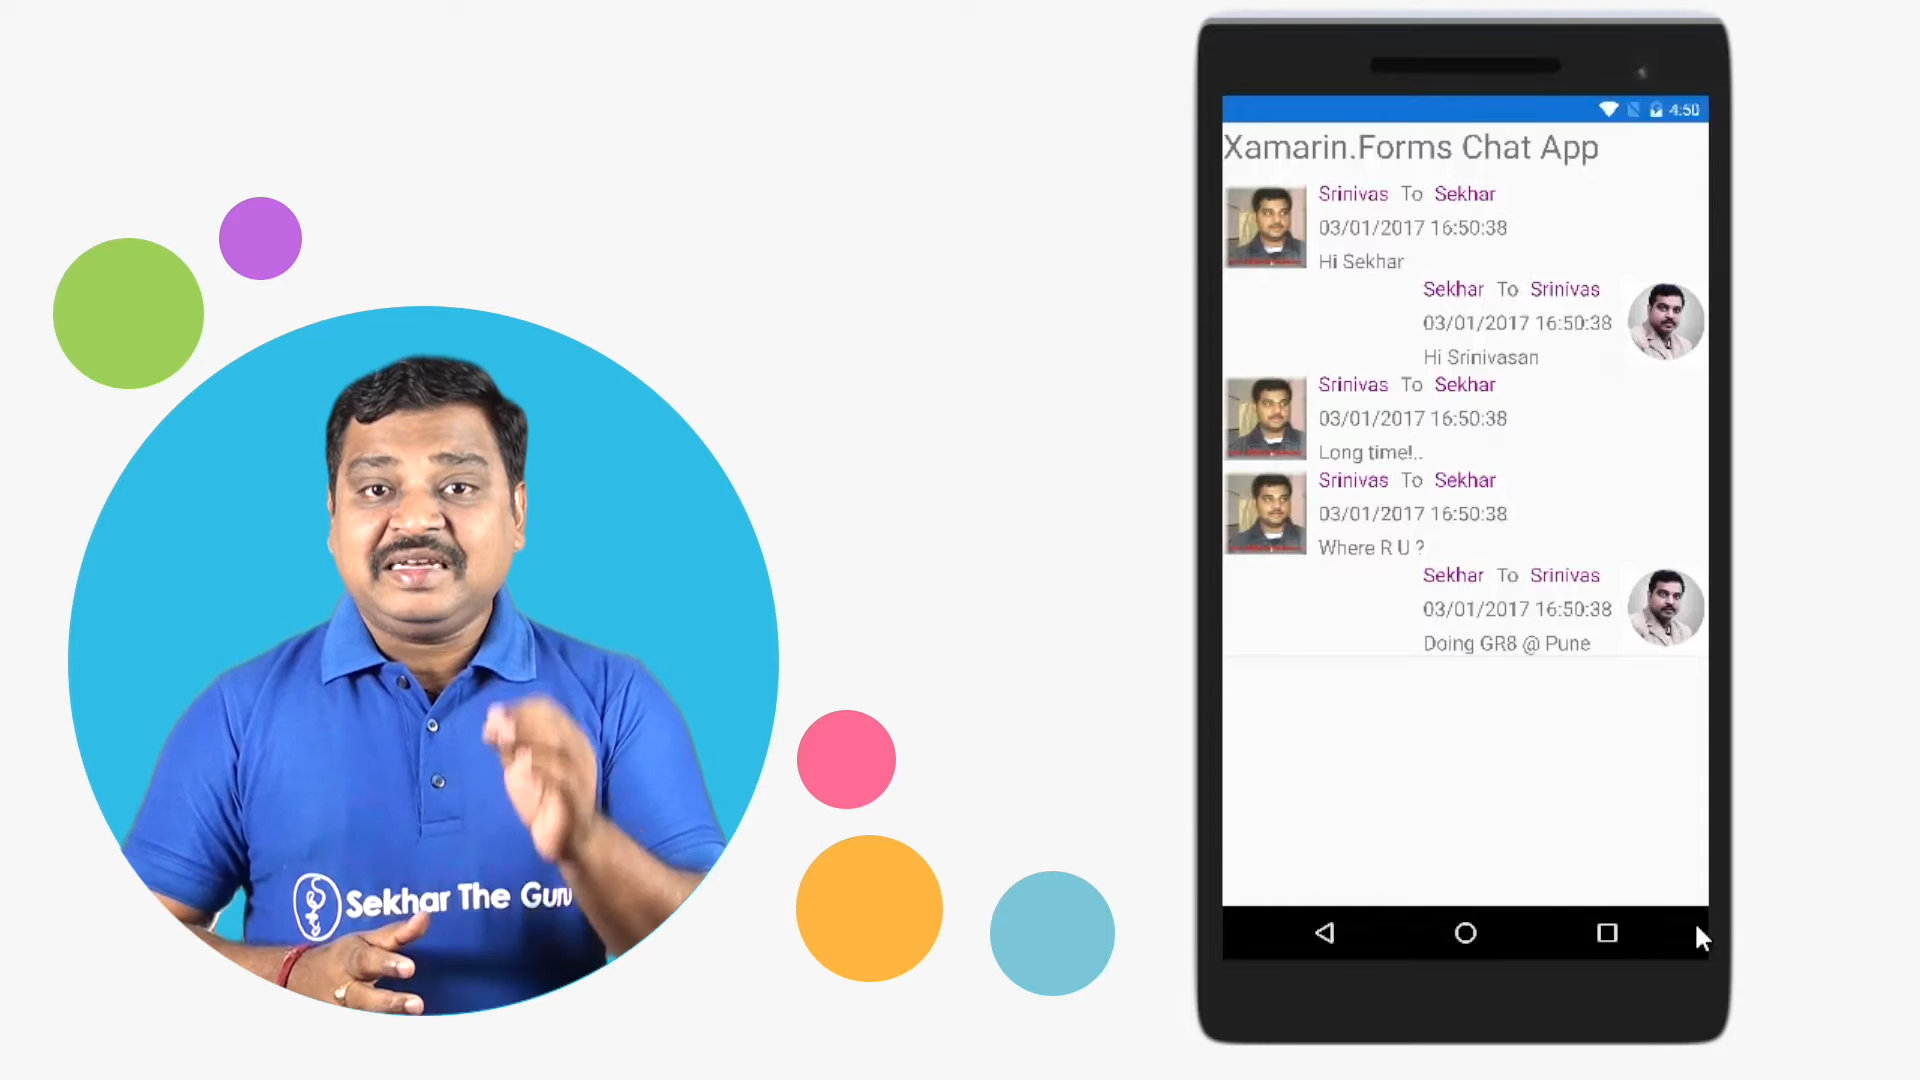 4:50
Xamarin.Forms Chat App
Srinivas To Sekhar
03/01/2017 16:50:38
Hi Sekhar
Sekhar To Srinivas
03/01/2017 16:50:38
Hi Srinivasan
Srinivas To Sekhar
03/01/2017 16:50:38
Long time!..
Srinivas To Sekhar
03/01/2017 16:50:38
Where R U ?
Sekhar To Srinivas
03/01/2017 16:50:38
Doing GR8 @ Pune
Sekhar The Guru